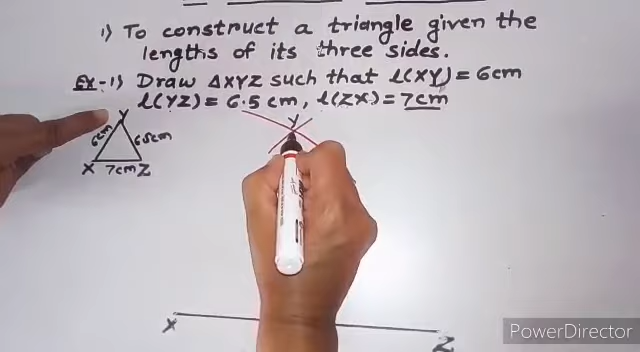 1) To construct a triangle given the
lengths of its three sides.
Ex-1) Draw △XYZ such that l(XY) = 6cm
l(YZ) = 6.5 cm, l(ZX) = 7cm
Y
6cm 6.5cm
X 7cm Z
Y
X Z
PowerDirector